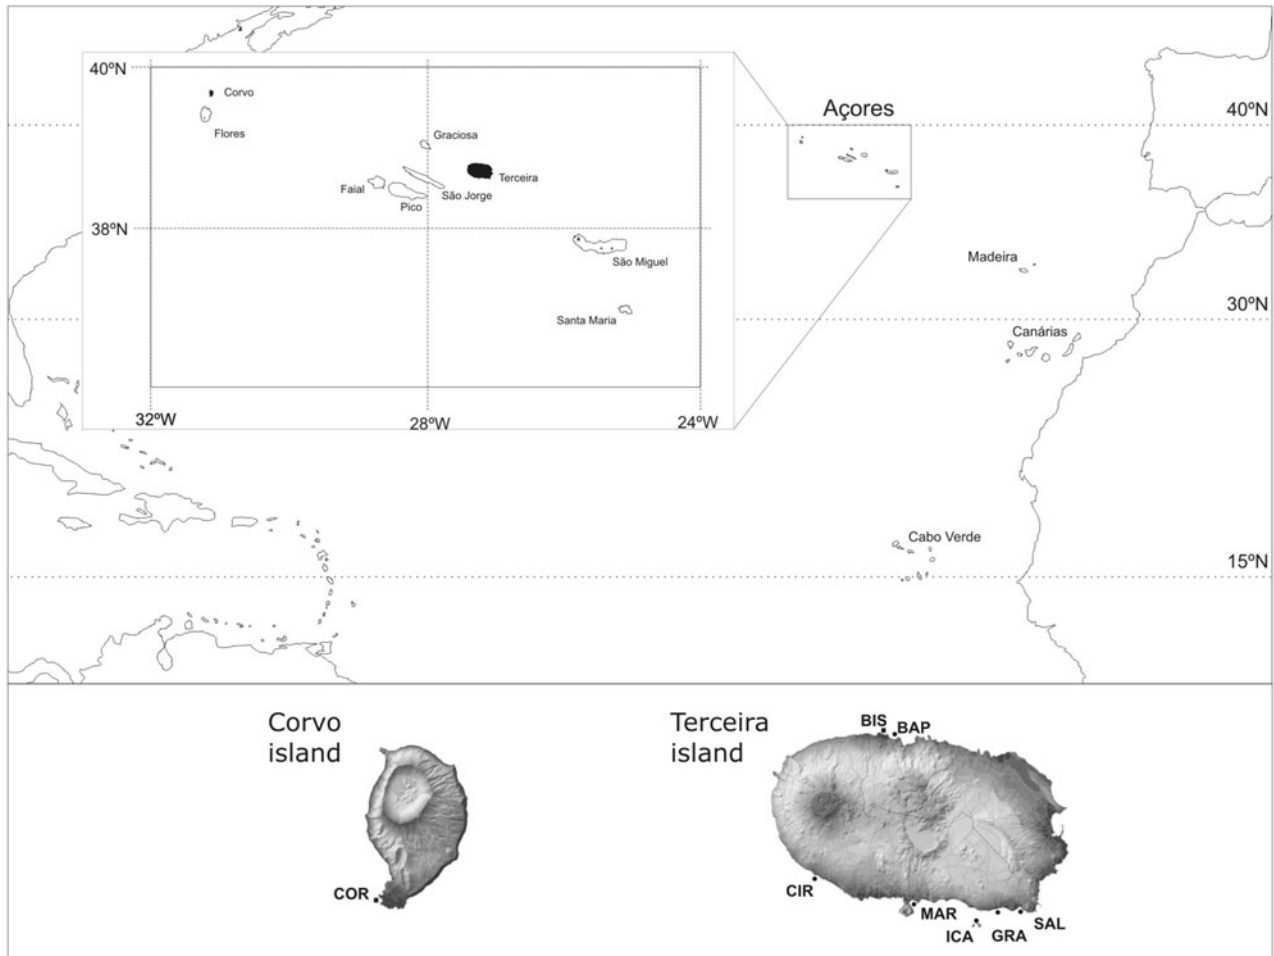 40ºN
Corvo
Flores
Graciosa
Terceira
Faial
São Jorge
Pico
38ºN
São Miguel
Santa Maria
32ºW
28ºW
24ºW
Açores
40ºN
Madeira
30ºN
Canárias
Cabo Verde
15ºN
Corvo
island
COR
Terceira
island
BIS
BAP
CIR
MAR
ICA
GRA
SAL